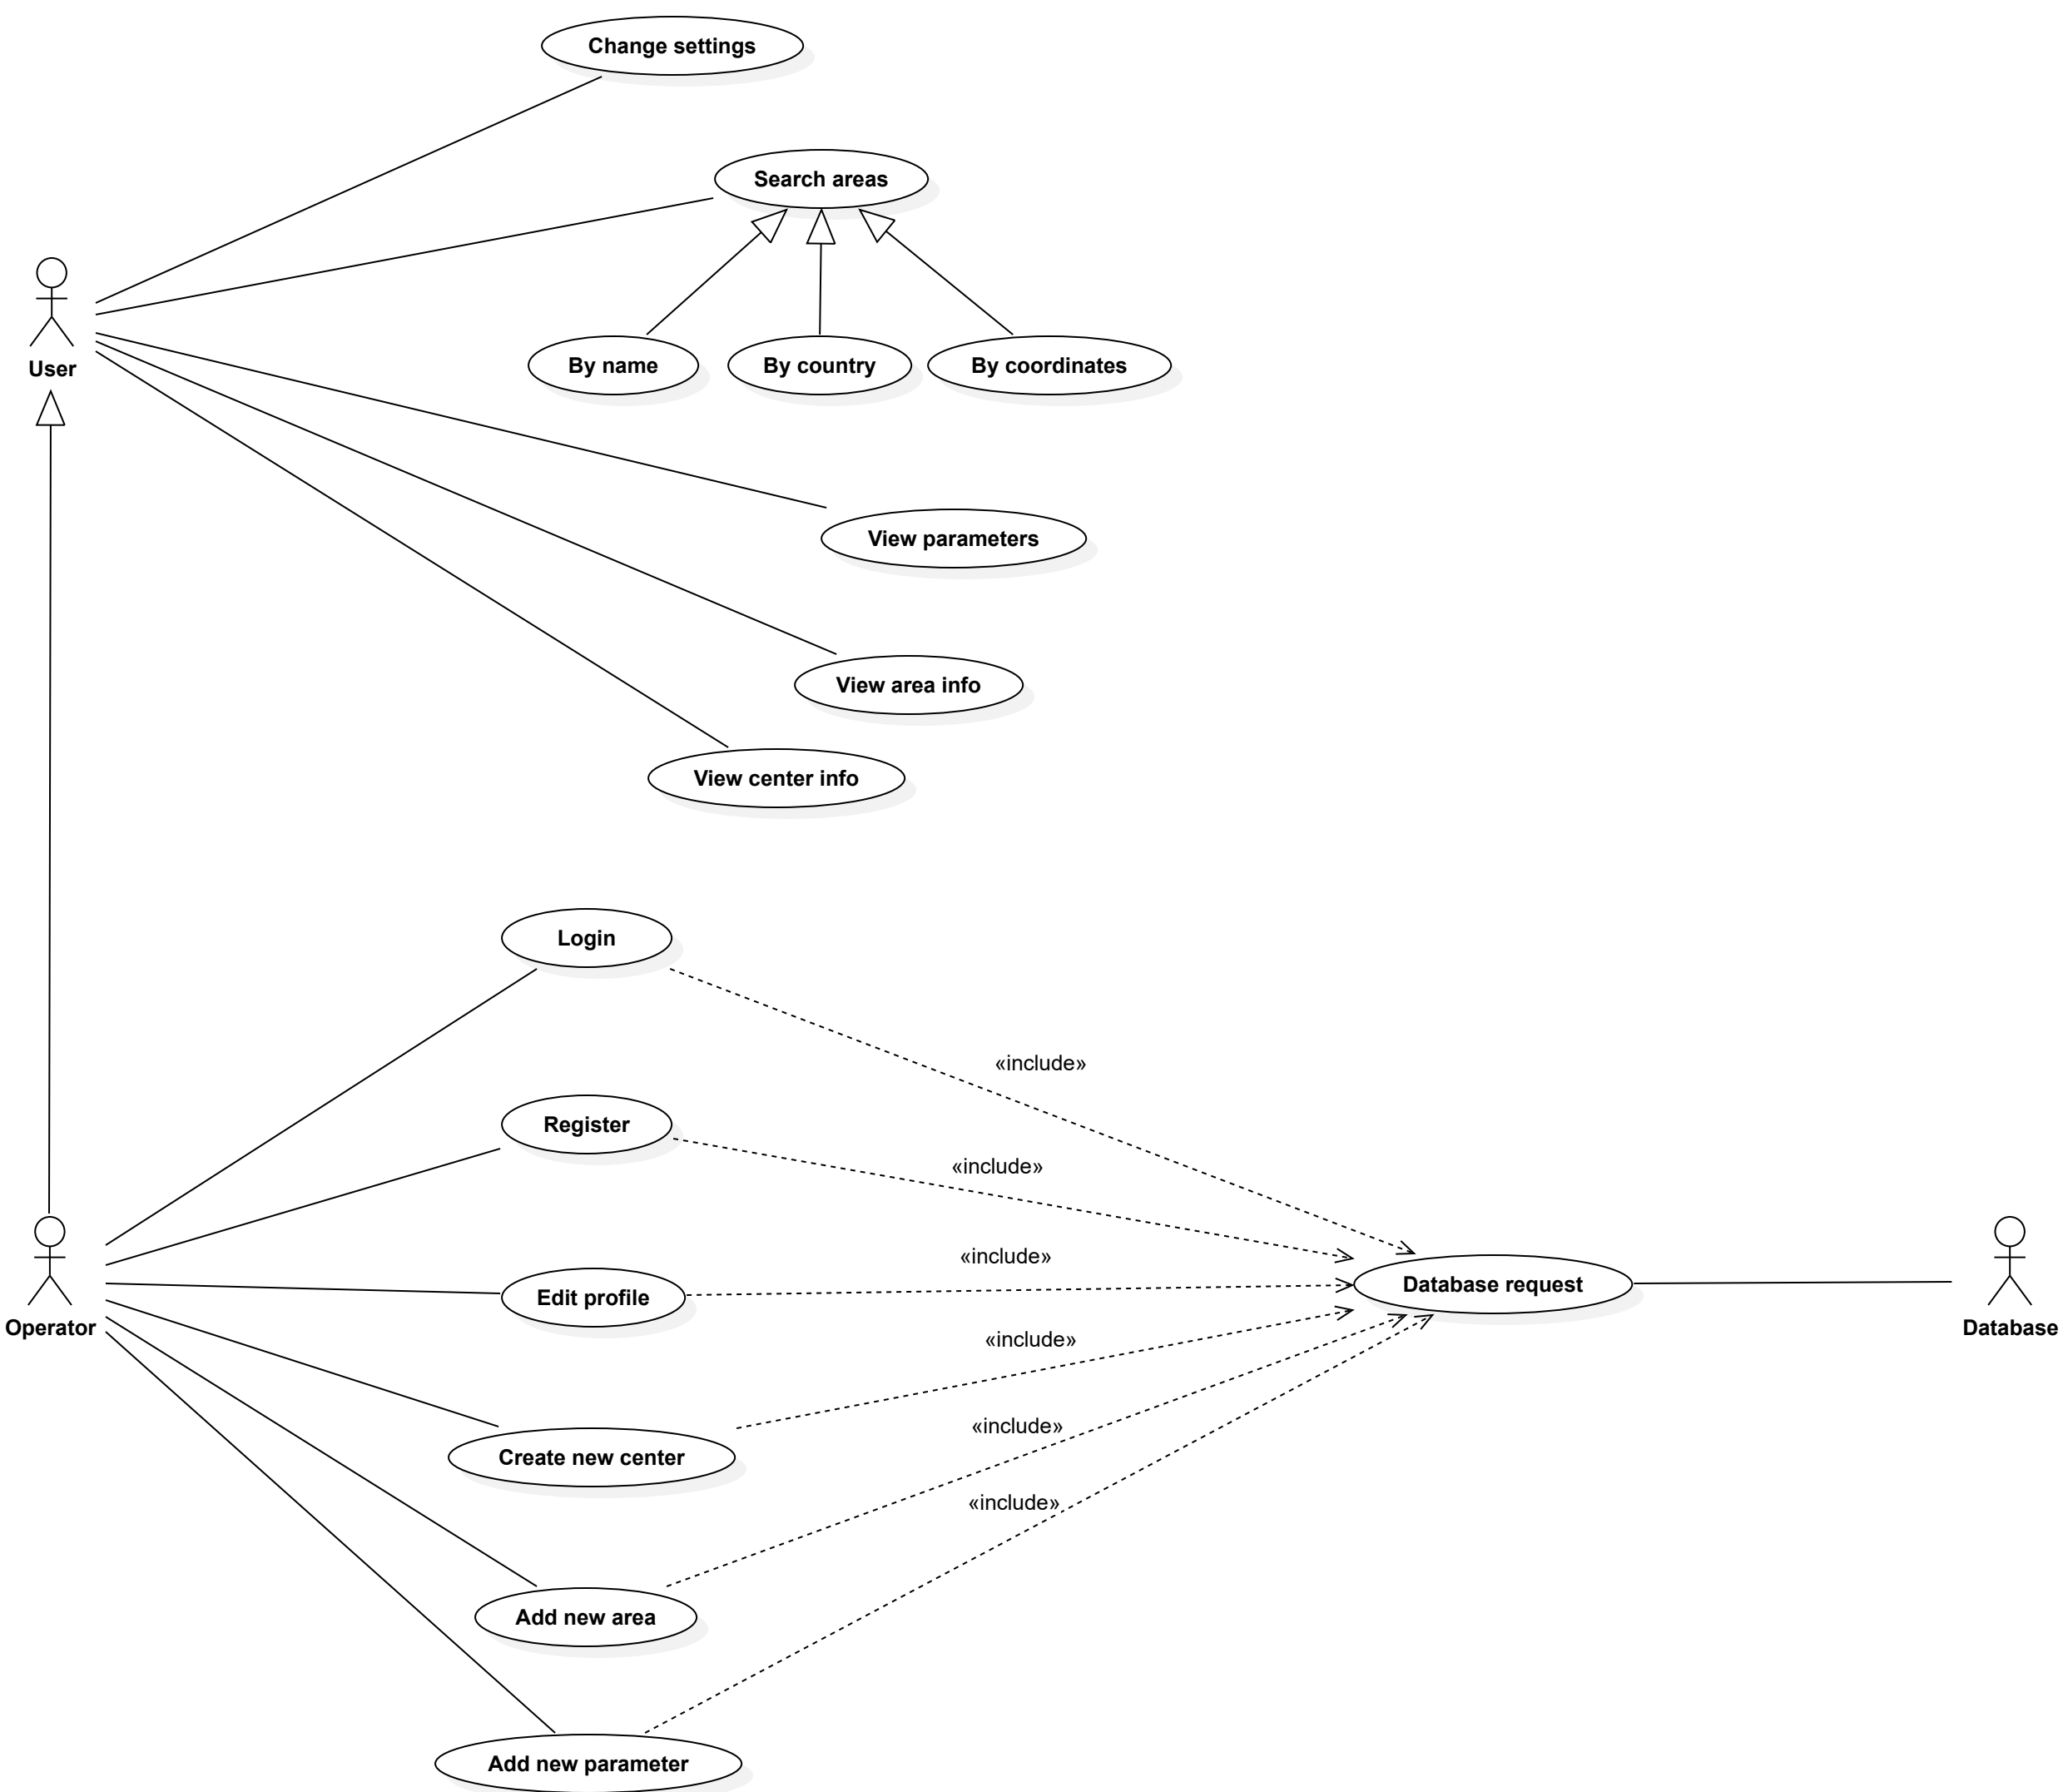 Change settings
Search areas
User
By name
By country
By coordinates
View parameters
View area info
View center info
Login
«include»
Register
«include»
«include»
Edit profile
Database request
Operator
Database
«include»
«include»
Create new center
«include»
Add new area
Add new parameter